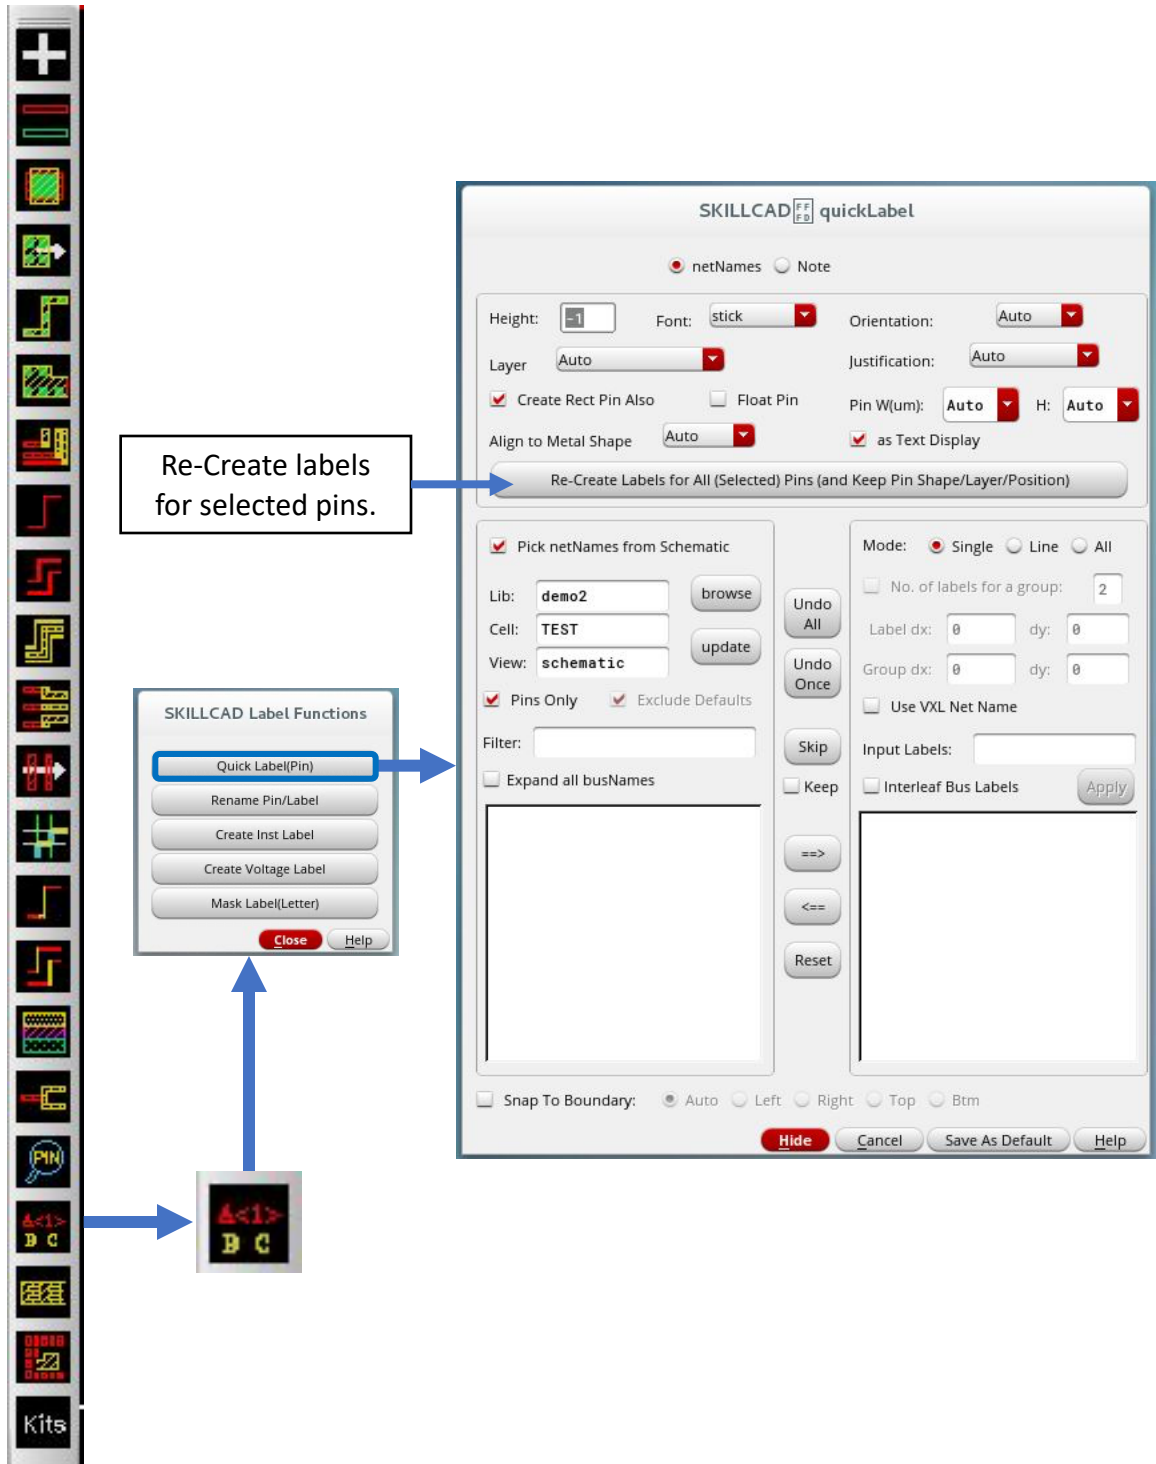 SKILLCAD quickLabel
netNames Note
Height: -1 Font: stick Orientation: Auto
Layer Auto Justification: Auto
Create Rect Pin Also Float Pin Pin W(um): Auto H: Auto
Align to Metal Shape Auto as Text Display
Re-Create Labels for All (Selected) Pins (and Keep Pin Shape/Layer/Position)
Re-Create labels
for selected pins.
Pick netNames from Schematic
Lib: demo2 browse
Cell: TEST
update
View: schematic
Pins Only Exclude Defaults
Filter:
Expand all busNames
Undo
All
Undo
Once
Skip
Keep
==>
<==
Reset
Mode: Single Line All
No. of labels for a group: 2
Label dx: 0 dy: 0
Group dx: 0 dy: 0
Use VXL Net Name
Input Labels:
Interleaf Bus Labels Apply
Snap To Boundary: Auto Left Right Top Btm
Hide Cancel Save As Default Help
SKILLCAD Label Functions
Quick Label(Pin)
Rename Pin/Label
Create Inst Label
Create Voltage Label
Mask Label(Letter)
Close Help
PIN
A<1>
B C
A<1>
B C
Kits